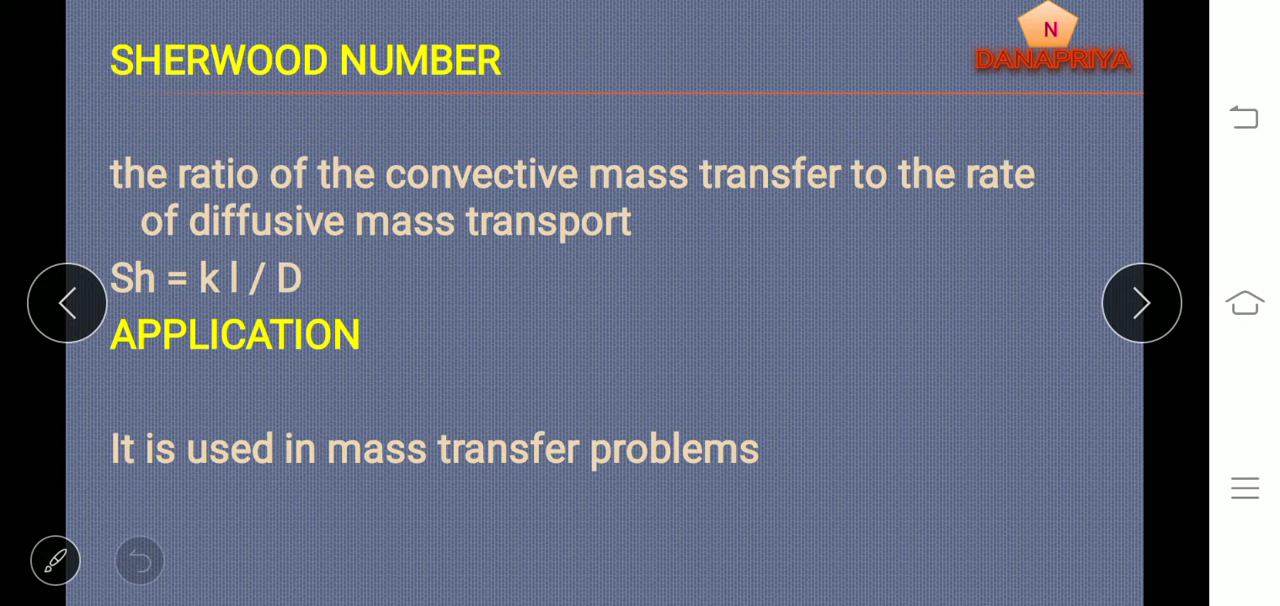 N
DANAPRIYA
SHERWOOD NUMBER
the ratio of the convective mass transfer to the rate
of diffusive mass transport
Sh = k l / D
APPLICATION
It is used in mass transfer problems